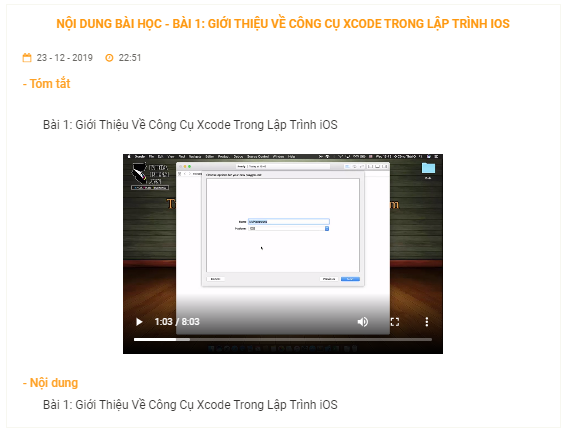 NỘI DUNG BÀI HỌC - BÀI 1: GIỚI THIỆU VỀ CÔNG CỤ XCODE TRONG LẬP TRÌNH IOS
23 - 12 - 2019 22:51
- Tóm tắt
Bài 1: Giới Thiệu Về Công Cụ Xcode Trong Lập Trình iOS
1:03 / 8:03
- Nội dung
Bài 1: Giới Thiệu Về Công Cụ Xcode Trong Lập Trình iOS